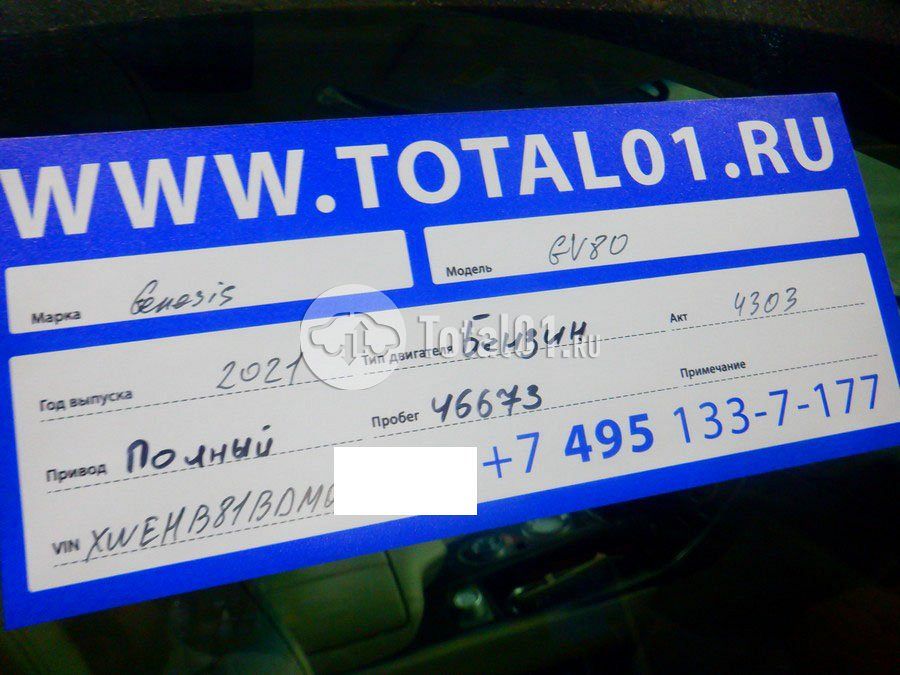 WWW.TOTAL01.RU
Марка Genesis Модель GV80
Год выпуска 2021 Тип двигателя Бензин Акт 4303
Привод Полный Пробег 46673 Примечание
VIN XWEHB81BDM +7 495 133-7-177
Total01.RU